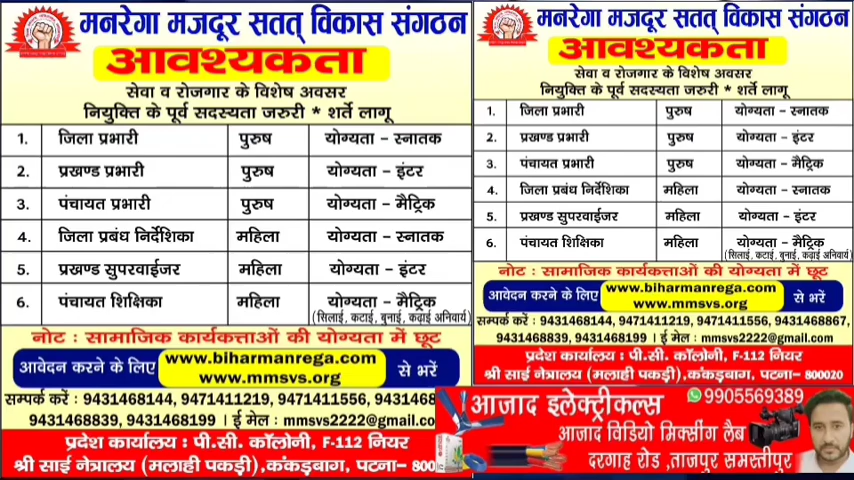 मनरेगा मजदूर सतत् विकास संगठन
आवश्यकता
सेवा व रोजगार के विशेष अवसर
नियुक्ति के पूर्व सदस्यता जरुरी * शर्ते लागू
1. जिला प्रभारी पुरुष योग्यता – स्नातक
2. प्रखण्ड प्रभारी पुरुष योग्यता – इंटर
3. पंचायत प्रभारी पुरुष योग्यता – मैट्रिक
4. जिला प्रबंध निर्देशिका महिला योग्यता – स्नातक
5. प्रखण्ड सुपरवाईजर महिला योग्यता – इंटर
6. पंचायत शिक्षिका महिला योग्यता – मैट्रिक
(सिलाई, कटाई, बुनाई, कढ़ाई अनिवार्य)
नोट : सामाजिक कार्यकर्त्ताओं की योग्यता में छूट
आवेदन करने के लिए www.biharmanrega.com
www.mmsvs.org से भरें
सम्पर्क करें : 9431468144, 9471411219, 9471411556, 9431468
9431468839, 9431468199 । ई मेल : mmsvs2222@gmail.co
प्रदेश कार्यालय : पी.सी. कॉलोनी, F-112 नियर
श्री साई नेत्रालय (मलाही पकड़ी),कंकड़बाग, पटना– 800
मनरेगा मजदूर सतत् विकास संगठन
आवश्यकता
सेवा व रोजगार के विशेष अवसर
नियुक्ति के पूर्व सदस्यता जरुरी * शर्ते लागू
1. जिला प्रभारी पुरुष योग्यता – स्नातक
2. प्रखण्ड प्रभारी पुरुष योग्यता – इंटर
3. पंचायत प्रभारी पुरुष योग्यता – मैट्रिक
4. जिला प्रबंध निर्देशिका महिला योग्यता – स्नातक
5. प्रखण्ड सुपरवाईजर महिला योग्यता – इंटर
6. पंचायत शिक्षिका महिला योग्यता – मैट्रिक
(सिलाई, कटाई, बुनाई, कढ़ाई अनिवार्य)
नोट : सामाजिक कार्यकर्त्ताओं की योग्यता में छूट
आवेदन करने के लिए www.biharmanrega.com
www.mmsvs.org से भरें
सम्पर्क करें : 9431468144, 9471411219, 9471411556, 9431468867,
9431468839, 9431468199 । ई मेल : mmsvs2222@gmail.com
प्रदेश कार्यालय : पी.सी. कॉलोनी, F-112 नियर
श्री साई नेत्रालय (मलाही पकड़ी),कंकड़बाग, पटना– 800020
आजाद इलेक्ट्रीकल्स 9905569389
आजाद विडियो मिक्सींग लैब
दरगाह रोड ,ताजपुर समस्तीपुर